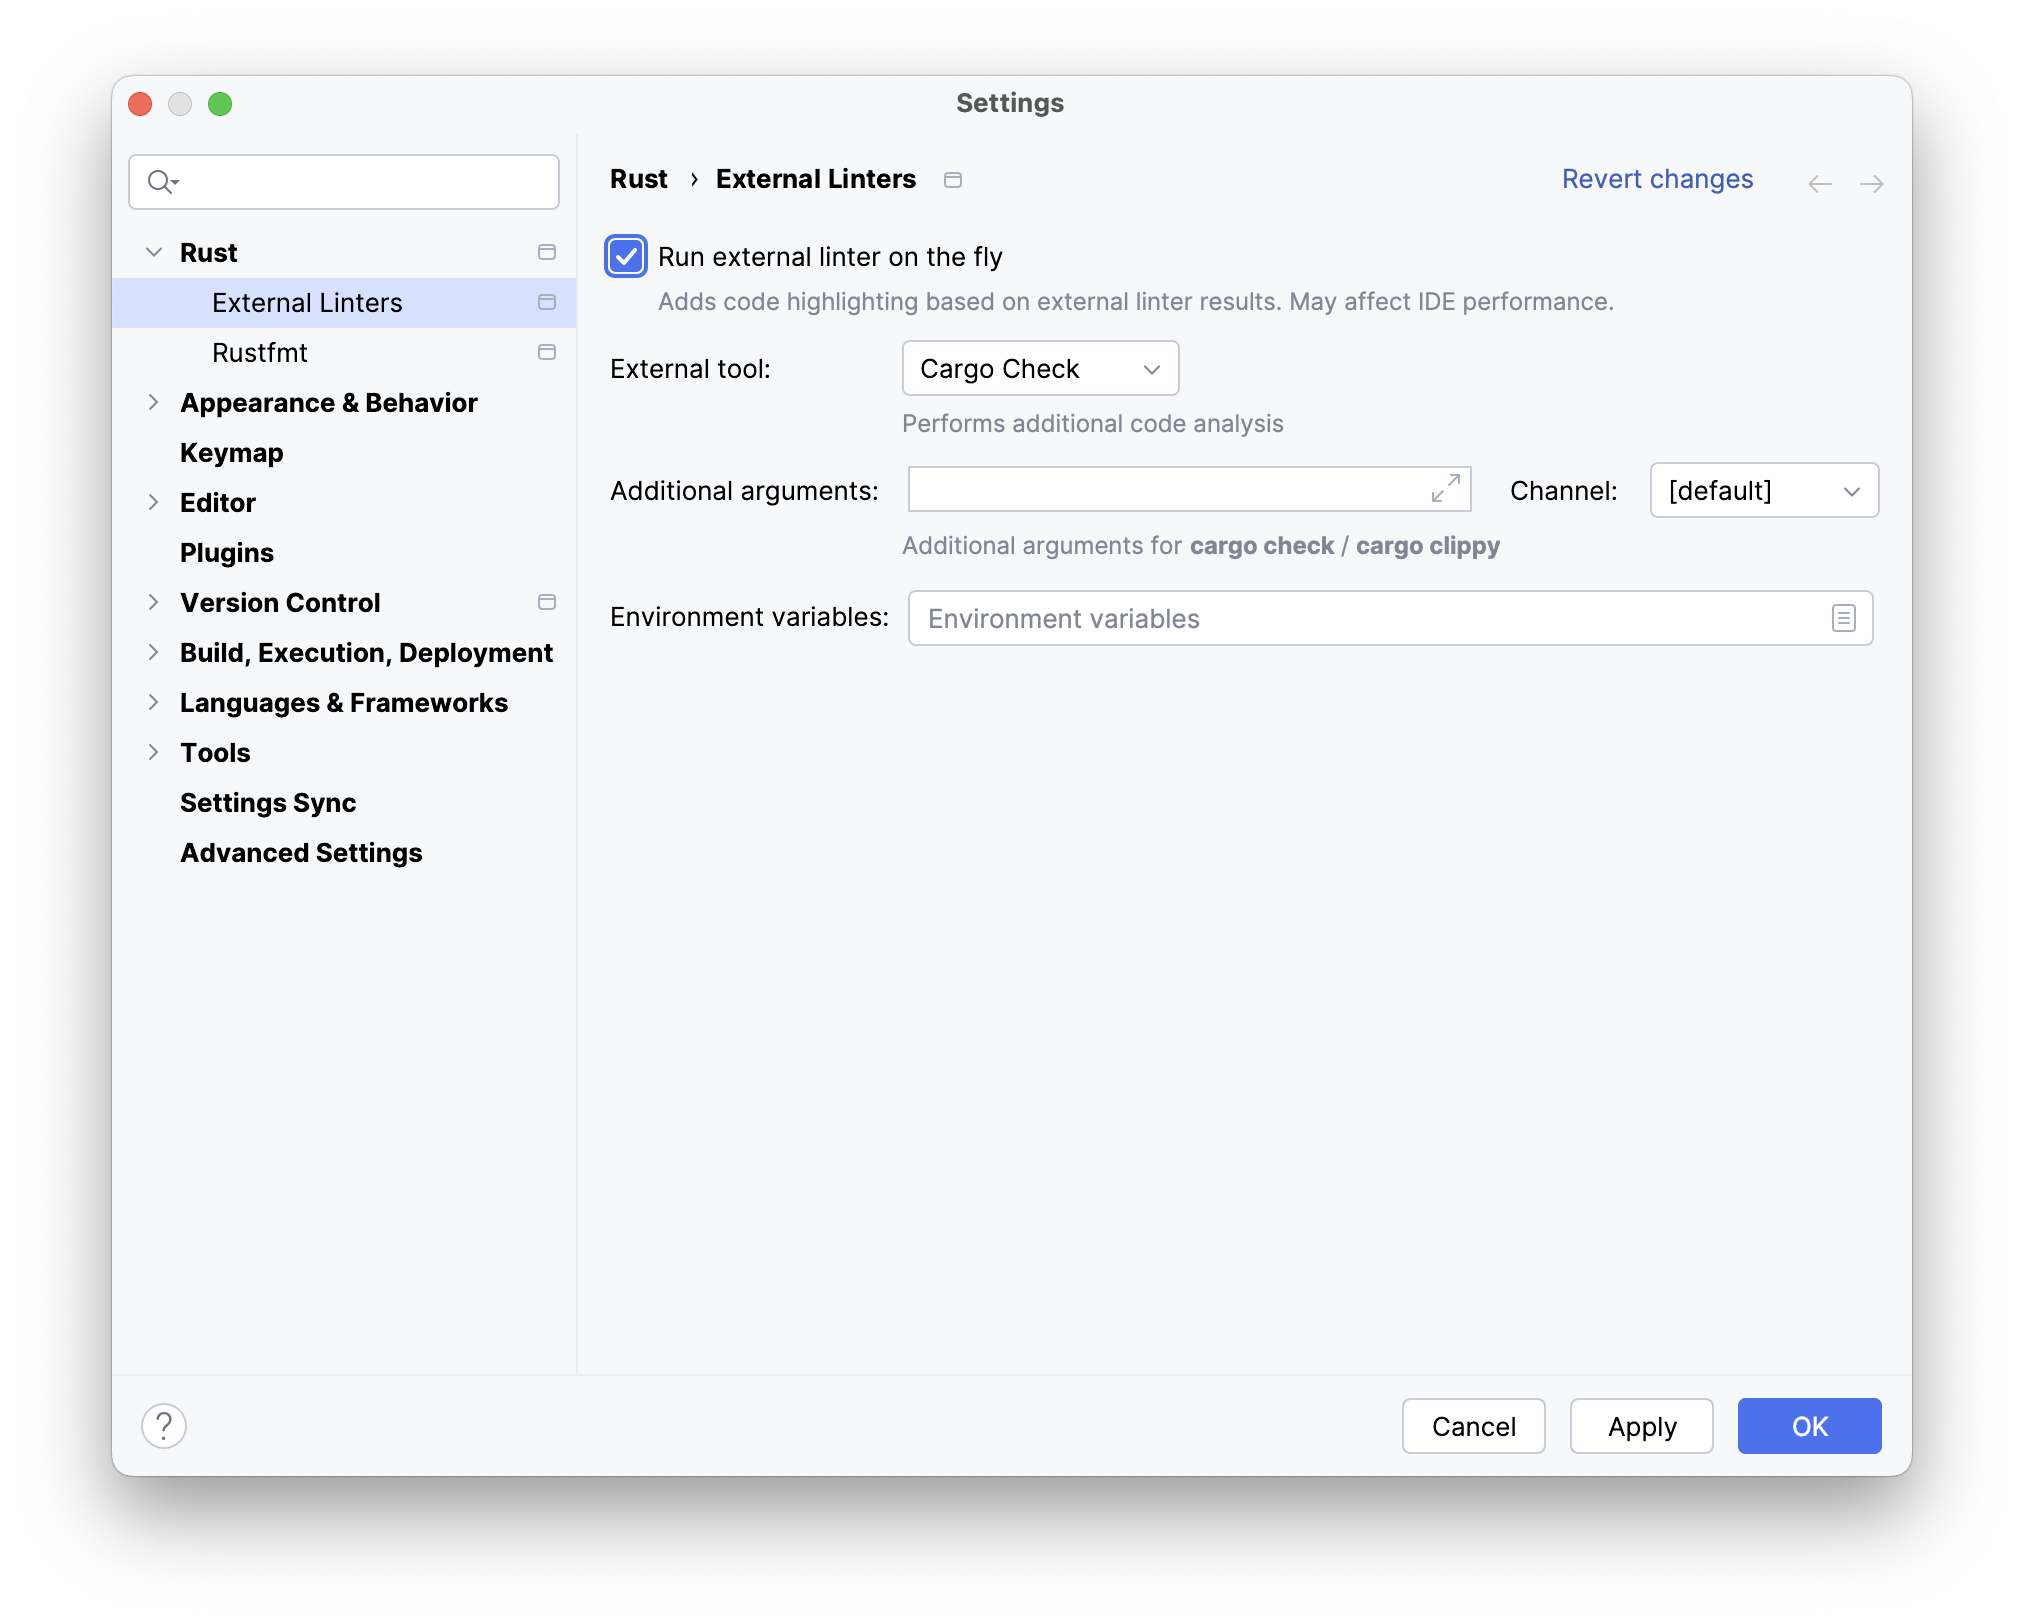 Settings
Rust
External Linters
Rustfmt
Appearance & Behavior
Keymap
Editor
Plugins
Version Control
Build, Execution, Deployment
Languages & Frameworks
Tools
Settings Sync
Advanced Settings
Rust › External Linters
Revert changes
Run external linter on the fly
Adds code highlighting based on external linter results. May affect IDE performance.
External tool: Cargo Check
Performs additional code analysis
Additional arguments: Channel: [default]
Additional arguments for cargo check / cargo clippy
Environment variables: Environment variables
? Cancel Apply OK